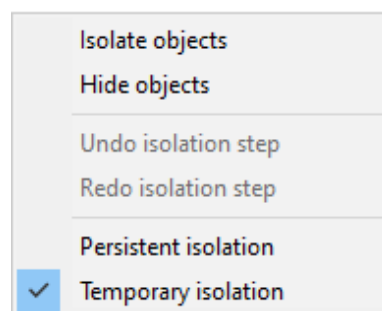 Isolate objects
Hide objects
Undo isolation step
Redo isolation step
Persistent isolation
Temporary isolation